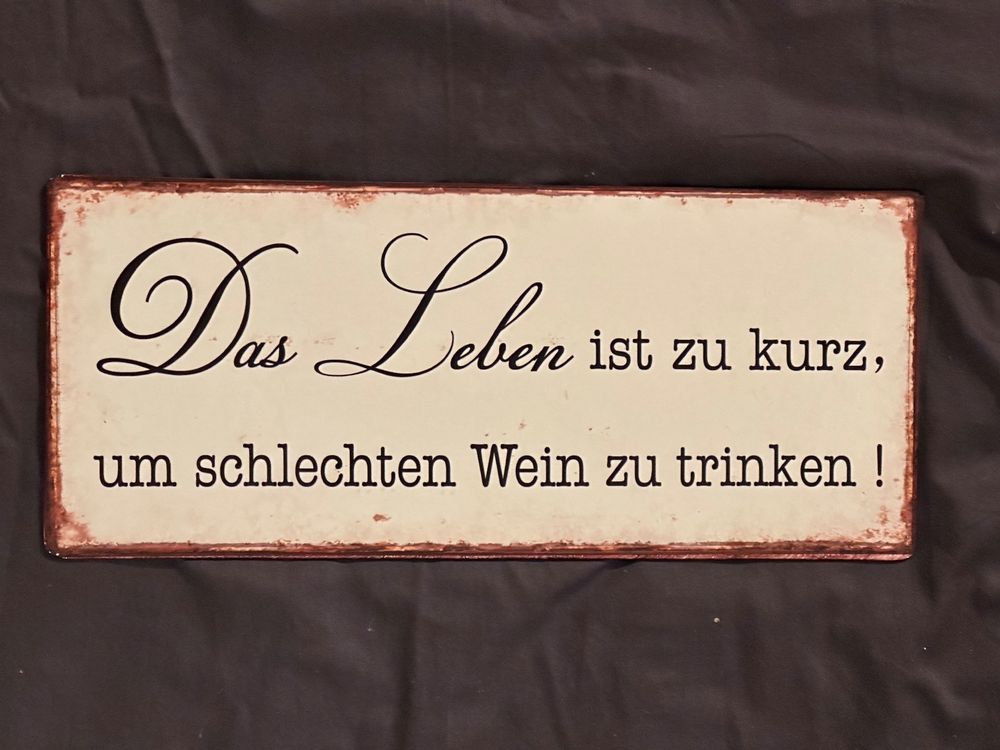 Das Leben ist zu kurz,
um schlechten Wein zu trinken !